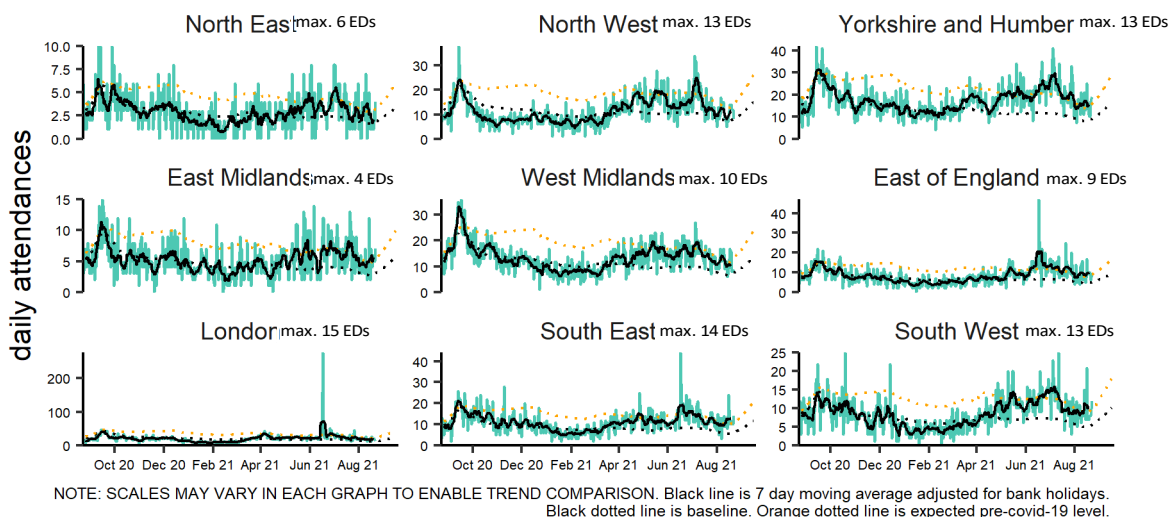 North East max. 6 EDs
North West max. 13 EDs
Yorkshire and Humber max. 13 EDs
10.0
7.5
5.0
2.5
0.0
30
20
10
0
40
30
20
10
0
daily attendances
East Midlands max. 4 EDs
West Midlands max. 10 EDs
East of England max. 9 EDs
15
10
5
0
30
20
10
0
40
30
20
10
0
London max. 15 EDs
South East max. 14 EDs
South West max. 13 EDs
200
100
0
40
30
20
10
0
25
20
15
10
5
0
Oct 20 Dec 20 Feb 21 Apr 21 Jun 21 Aug 21
Oct 20 Dec 20 Feb 21 Apr 21 Jun 21 Aug 21
Oct 20 Dec 20 Feb 21 Apr 21 Jun 21 Aug 21
NOTE: SCALES MAY VARY IN EACH GRAPH TO ENABLE TREND COMPARISON. Black line is 7 day moving average adjusted for bank holidays.
Black dotted line is baseline. Orange dotted line is expected pre-covid-19 level.